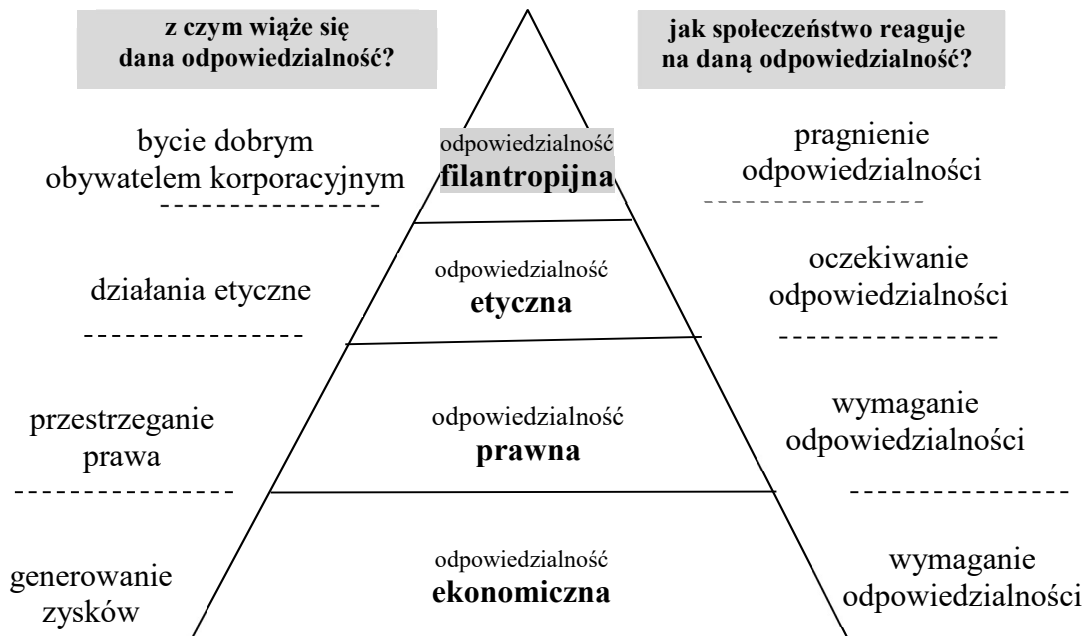 z czym wiąże się
dana odpowiedzialność?
jak społeczeństwo reaguje
na daną odpowiedzialność?
bycie dobrym
obywatelem korporacyjnym
odpowiedzialność
filantropijna
pragnienie
odpowiedzialności
działania etyczne
odpowiedzialność
etyczna
oczekiwanie
odpowiedzialności
przestrzeganie
prawa
odpowiedzialność
prawna
wymaganie
odpowiedzialności
generowanie
zysków
odpowiedzialność
ekonomiczna
wymaganie
odpowiedzialności